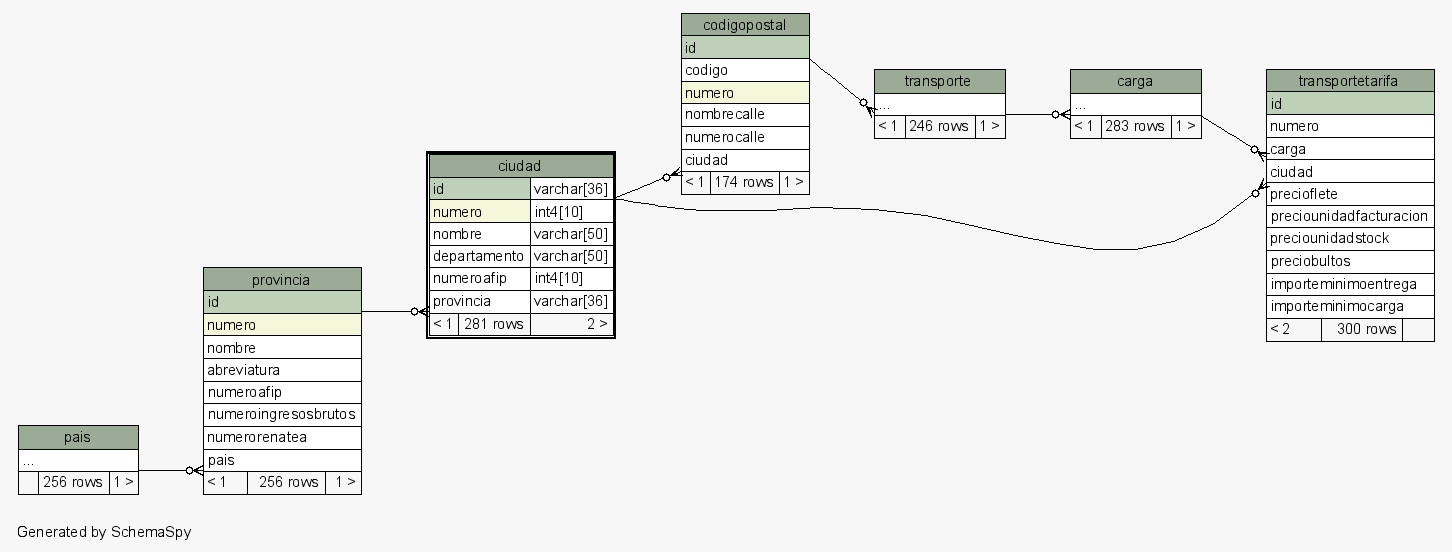 codigopostal
id
codigo
numero
nombrecalle
numerocalle
ciudad
< 1 174 rows 1 >
transporte
...
< 1 246 rows 1 >
carga
...
< 1 283 rows 1 >
transportetarifa
id
numero
carga
ciudad
precioflete
preciounidadfacturacion
preciounidadstock
preciobultos
importeminimoentrega
importeminimocarga
< 2 300 rows
ciudad
id varchar[36]
numero int4[10]
nombre varchar[50]
departamento varchar[50]
numeroafip int4[10]
provincia varchar[36]
< 1 281 rows 2 >
provincia
id
numero
nombre
abreviatura
numeroafip
numeroingresosbrutos
numerorenatea
pais
< 1 256 rows 1 >
pais
...
256 rows 1 >
Generated by SchemaSpy